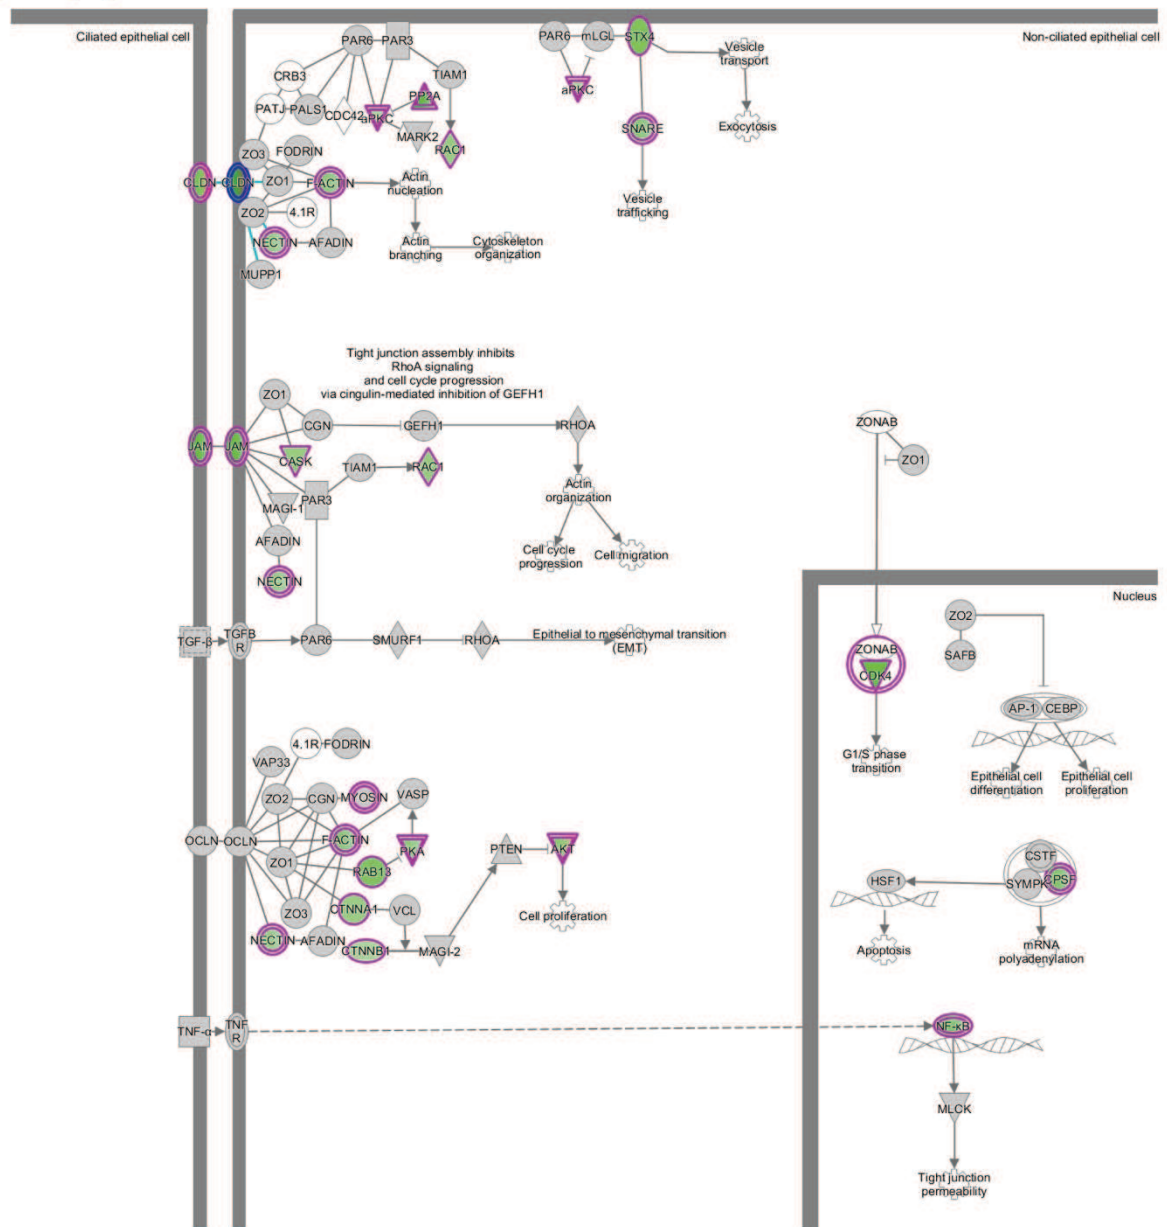 Ciliated epithelial cell
Non-ciliated epithelial cell
PAR6
PAR3
CRB3
TIAM1
PATJ
PALS1
CDC42
aPKC
PP2A
MARK2
RAC1
ZO3
FODRIN
CLDN
CLDN
ZO1
F-ACTIN
Actin
nucleation
ZO2
4.1R
NECTIN
AFADIN
Actin
branching
Cytoskeleton
organization
MUPP1
PAR6
mLGL
STX4
Vesicle
transport
aPKC
SNARE
Exocytosis
Vesicle
trafficking
Tight junction assembly inhibits
RhoA signaling
and cell cycle progression
via cingulin-mediated inhibition of GEFH1
ZO1
CGN
GEFH1
RHOA
JAM
JAM
CASK
TIAM1
RAC1
MAGI-1
PAR3
Actin
organization
AFADIN
Cell cycle
progression
Cell migration
NECTIN
ZONAB
ZO1
TGF-β
TGFB
R
PAR6
SMURF1
RHOA
Epithelial to mesenchymal transition
(EMT)
Nucleus
ZONAB
CDK4
G1/S phase
transition
ZO2
SAFB
AP-1
CEBP
Epithelial cell
differentiation
Epithelial cell
proliferation
4.1R
FODRIN
VAP33
ZO2
CGN
MYOSIN
VASP
OCLN
OCLN
F-ACTIN
ZO1
RAB13
PKA
PTEN
AKT
ZO3
CTNNA1
VCL
Cell proliferation
NECTIN
AFADIN
CTNNB1
MAGI-2
HSF1
CSTF
SYMPK
CPSF
Apoptosis
mRNA
polyadenylation
TNF-α
TNF
R
NF-κB
MLCK
Tight junction
permeability